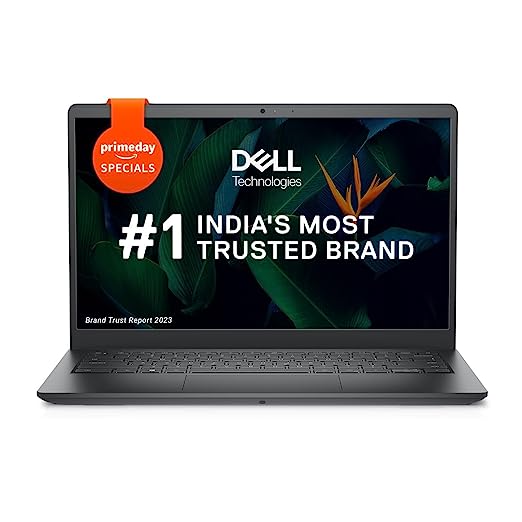 primeday
SPECIALS
DELL
Technologies
#1 INDIA'S MOST
TRUSTED BRAND
Brand Trust Report 2023